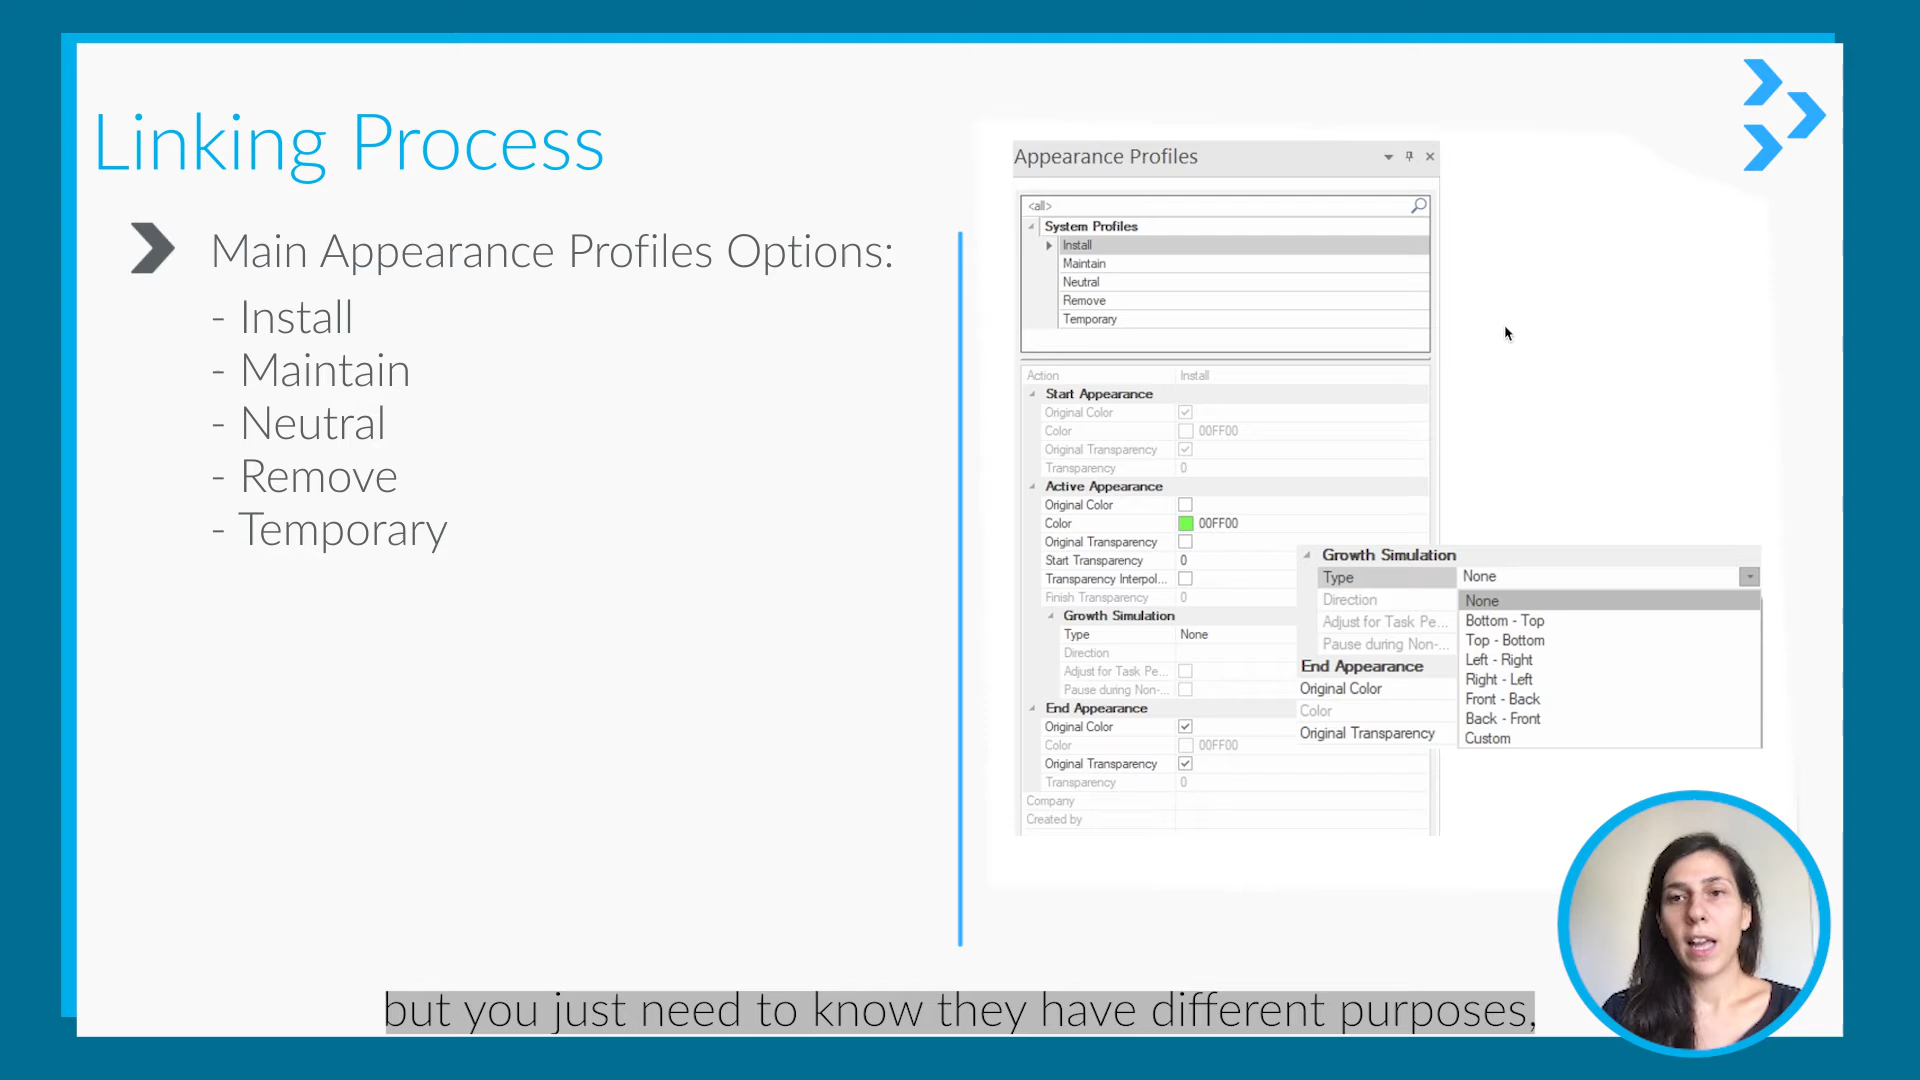 Linking Process
Main Appearance Profiles Options:
- Install
- Maintain
- Neutral
- Remove
- Temporary
Appearance Profiles
<all>
System Profiles
Install
Maintain
Neutral
Remove
Temporary
Action Install
Start Appearance
Original Color
Color 00FF00
Original Transparency
Transparency 0
Active Appearance
Original Color
Color 00FF00
Original Transparency
Start Transparency 0
Transparency Interpol...
Finish Transparency 0
Growth Simulation
Type None
Direction
Adjust for Task Pe...
Pause during Non-...
End Appearance
Original Color
Color 00FF00
Original Transparency
Transparency 0
Company
Created by
Growth Simulation
Type None
Direction
Adjust for Task Pe...
Pause during Non-...
End Appearance
Original Color
Color
Original Transparency
None
Bottom - Top
Top - Bottom
Left - Right
Right - Left
Front - Back
Back - Front
Custom
but you just need to know they have different purposes,